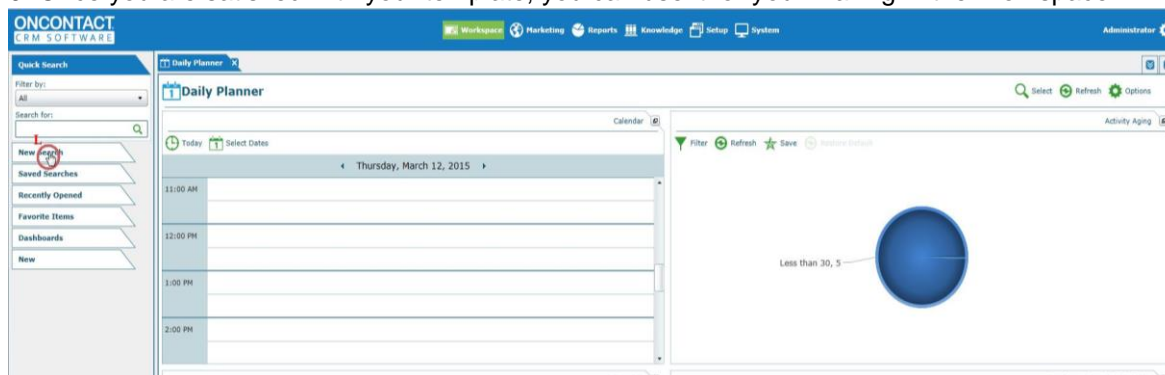 ONCONTACT
CRM SOFTWARE
Workspace Marketing Reports Knowledge Setup System
Administrator
Quick Search
Filter by:
All
Search for:
L
New Search
Saved Searches
Recently Opened
Favorite Items
Dashboards
New
Daily Planner X
1 Daily Planner
Select Refresh Options
Calendar
Today 1 Select Dates
Thursday, March 12, 2015
11:00 AM
12:00 PM
1:00 PM
2:00 PM
Activity Aging
Filter Refresh Save Restore Default
Less than 30, 5